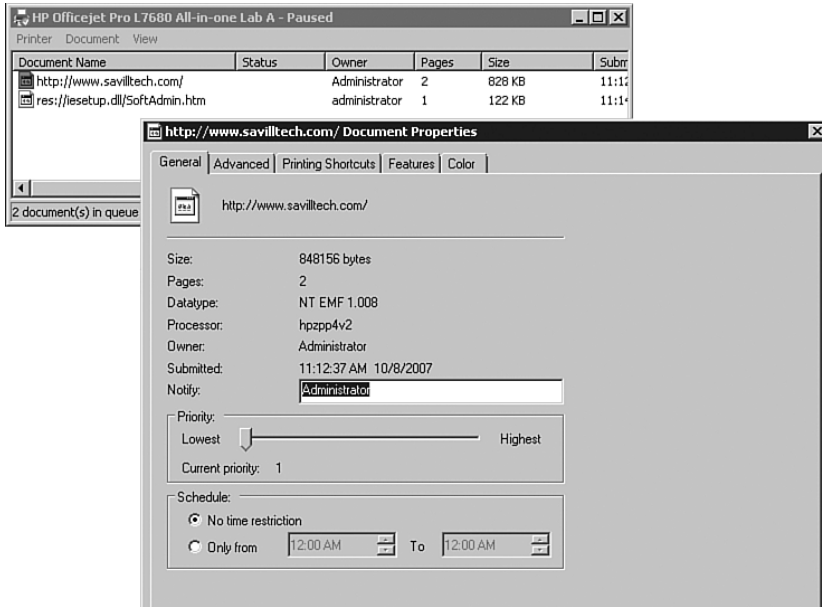 HP Officejet Pro L7680 All-in-one Lab A - Paused
Printer Document View
Document Name Status Owner Pages Size Subm
http://www.savilltech.com/ Administrator 2 828 KB 11:12
res://iesetup.dll/SoftAdmin.htm administrator 1 122 KB 11:14
2 document(s) in queue
http://www.savilltech.com/ Document Properties
General Advanced Printing Shortcuts Features Color
http://www.savilltech.com/
Size: 848156 bytes
Pages: 2
Datatype: NT EMF 1.008
Processor: hpzpp4v2
Owner: Administrator
Submitted: 11:12:37 AM 10/8/2007
Notify: Administrator
Priority:
Lowest Highest
Current priority: 1
Schedule:
No time restriction
Only from 12:00 AM To 12:00 AM